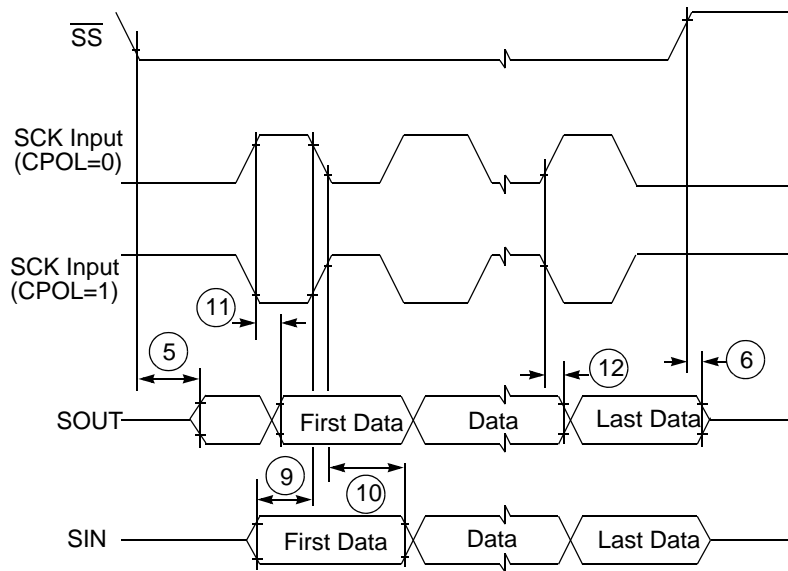 SS
SCK Input
(CPOL=0)
SCK Input
(CPOL=1)
11
5
12
6
SOUT
First Data
Data
Last Data
9
10
SIN
First Data
Data
Last Data